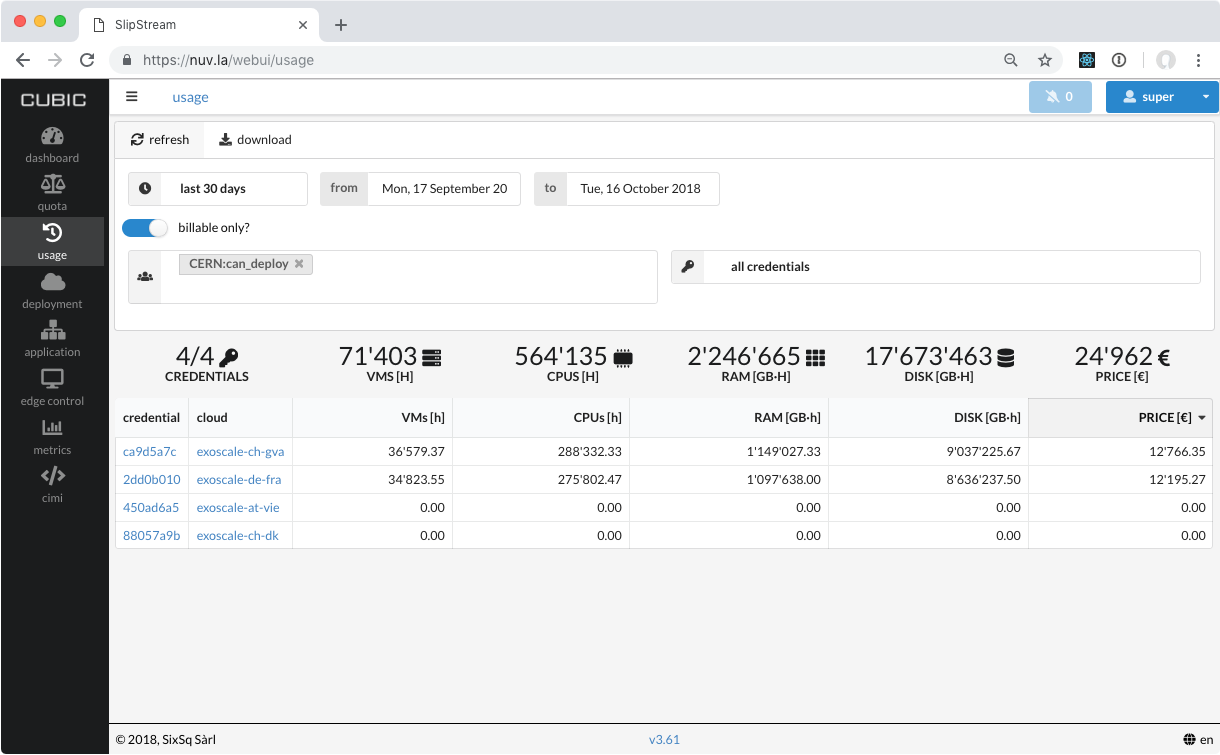 SlipStream
https://nuv.la/webui/usage
CUBIC
usage
0
super
dashboard
quota
usage
deployment
application
edge control
metrics
cimi
refresh
download
last 30 days
from
Mon, 17 September 20
to
Tue, 16 October 2018
billable only?
CERN:can_deploy
all credentials
4/4
CREDENTIALS
71'403
VMS [H]
564'135
CPUS [H]
2'246'665
RAM [GB·H]
17'673'463
DISK [GB·H]
24'962 €
PRICE [€]
credential cloud VMs [h] CPUs [h] RAM [GB·h] DISK [GB·h] PRICE [€]
ca9d5a7c exoscale-ch-gva 36'579.37 288'332.33 1'149'027.33 9'037'225.67 12'766.35
2dd0b010 exoscale-de-fra 34'823.55 275'802.47 1'097'638.00 8'636'237.50 12'195.27
450ad6a5 exoscale-at-vie 0.00 0.00 0.00 0.00 0.00
88057a9b exoscale-ch-dk 0.00 0.00 0.00 0.00 0.00
© 2018, SixSq Sàrl
v3.61
en